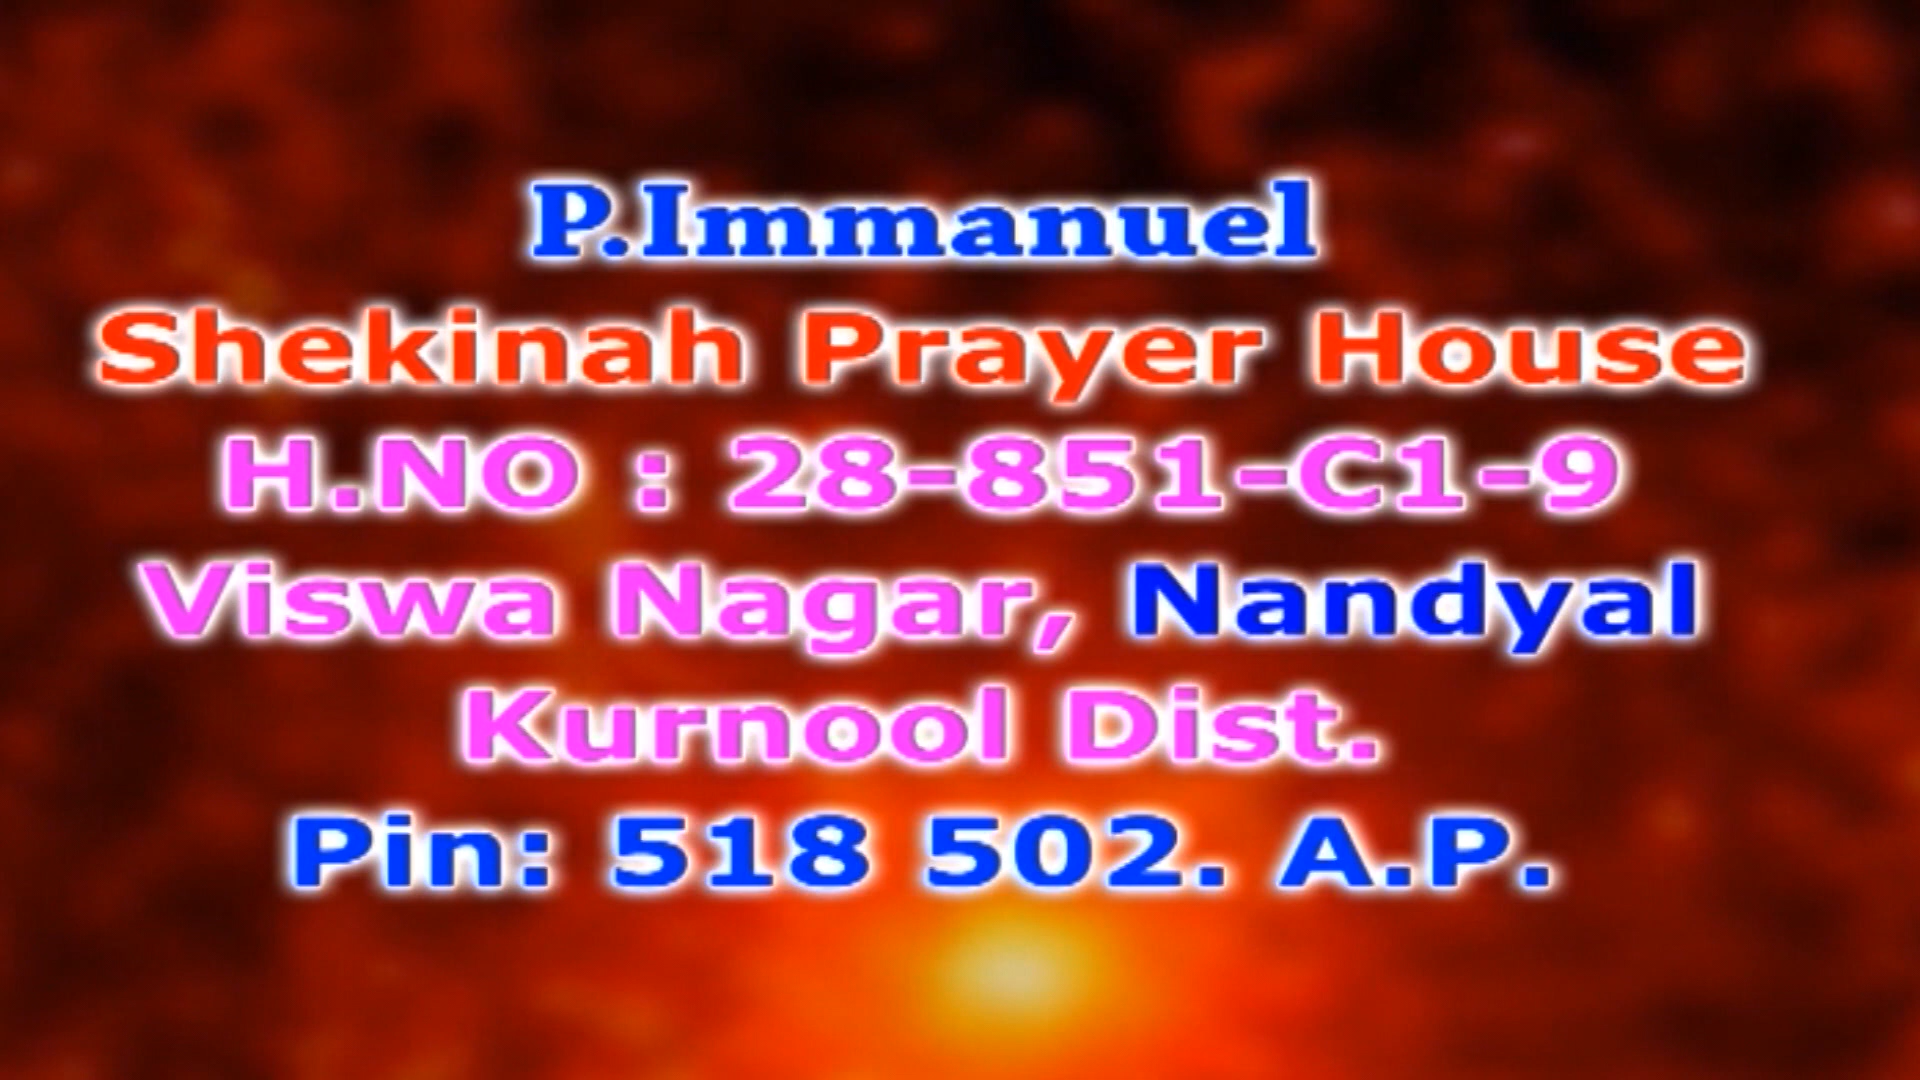 P.Immanuel
Shekinah Prayer House
H.NO : 28-851-C1-9
Viswa Nagar, Nandyal
Kurnool Dist.
Pin: 518 502. A.P.